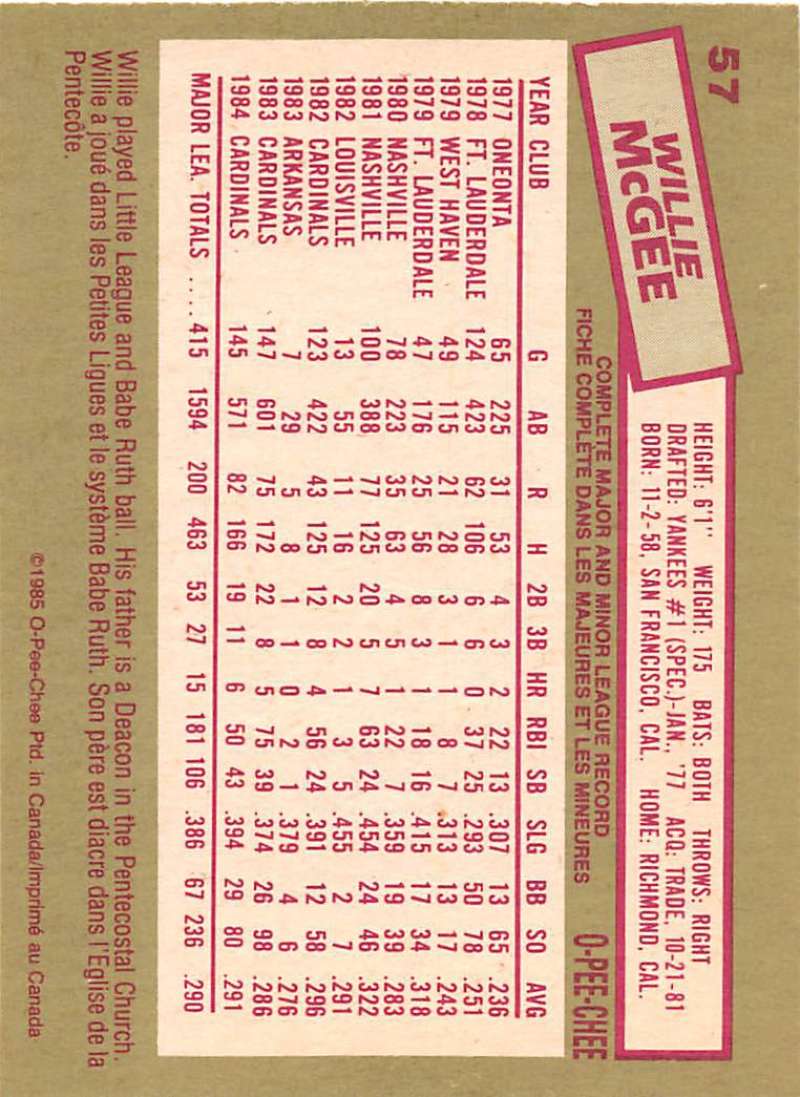 57
WILLIE
McGEE
HEIGHT: 6'1" WEIGHT: 175 BATS: BOTH THROWS: RIGHT
DRAFTED: YANKEES #1 (SPEC.)-JAN., '77 ACQ: TRADE, 10-21-81
BORN: 11-2-58, SAN FRANCISCO, CAL. HOME: RICHMOND, CAL.
COMPLETE MAJOR AND MINOR LEAGUE RECORD
FICHE COMPLÈTE DANS LES MAJEURES ET LES MINEURES
O-PEE-CHEE
YEAR CLUB G AB R H 2B 3B HR RBI SB SLG BB SO AVG
1977 ONEONTA 65 225 31 53 4 3 2 22 13 .307 13 65 .236
1978 FT. LAUDERDALE 124 423 62 106 6 6 0 37 25 .293 50 78 .251
1979 WEST HAVEN 49 115 21 28 3 1 1 8 7 .313 13 17 .243
1979 FT. LAUDERDALE 47 176 25 56 8 3 1 18 16 .415 17 34 .318
1980 NASHVILLE 78 223 35 63 4 5 1 22 7 .359 19 39 .283
1981 NASHVILLE 100 388 77 125 20 5 7 63 24 .454 24 46 .322
1982 LOUISVILLE 13 55 11 16 2 2 1 3 5 .455 2 7 .291
1982 CARDINALS 123 422 43 125 12 8 4 56 24 .391 12 58 .296
1983 ARKANSAS 7 29 5 8 1 1 0 2 1 .379 4 6 .276
1983 CARDINALS 147 601 75 172 22 8 5 75 39 .374 26 98 .286
1984 CARDINALS 145 571 82 166 19 11 6 50 43 .394 29 80 .291
MAJOR LEA. TOTALS ..... 415 1594 200 463 53 27 15 181 106 .386 67 236 .290
Willie played Little League and Babe Ruth ball. His father is a Deacon in the Pentecostal Church.
Willie a joué dans les Petites Ligues et le système Babe Ruth. Son père est diacre dans l'Eglise de la
Pentecôte.
©1985 O-Pee-Chee Ptd. in Canada/Imprimé au Canada